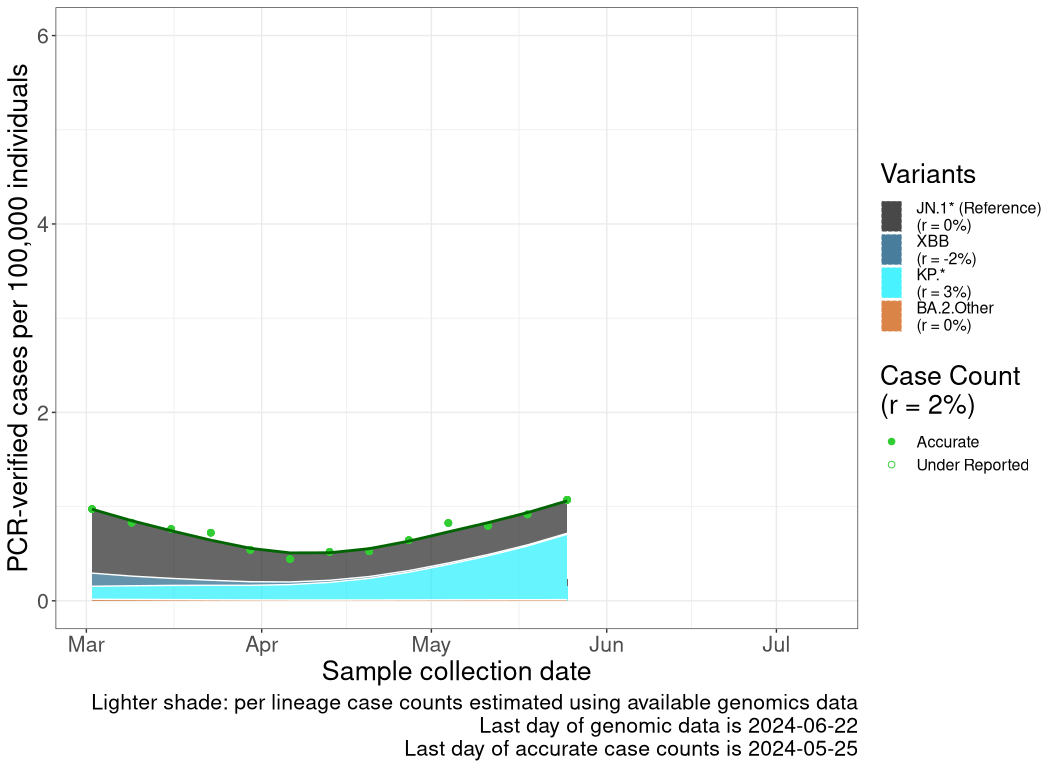 PCR-verified cases per 100,000 individuals
6
4
2
0
Mar Apr May Jun Jul
Sample collection date
Lighter shade: per lineage case counts estimated using available genomics data
Last day of genomic data is 2024-06-22
Last day of accurate case counts is 2024-05-25
Variants
JN.1* (Reference)
(r = 0%)
XBB
(r = -2%)
KP.*
(r = 3%)
BA.2.Other
(r = 0%)
Case Count
(r = 2%)
Accurate
Under Reported